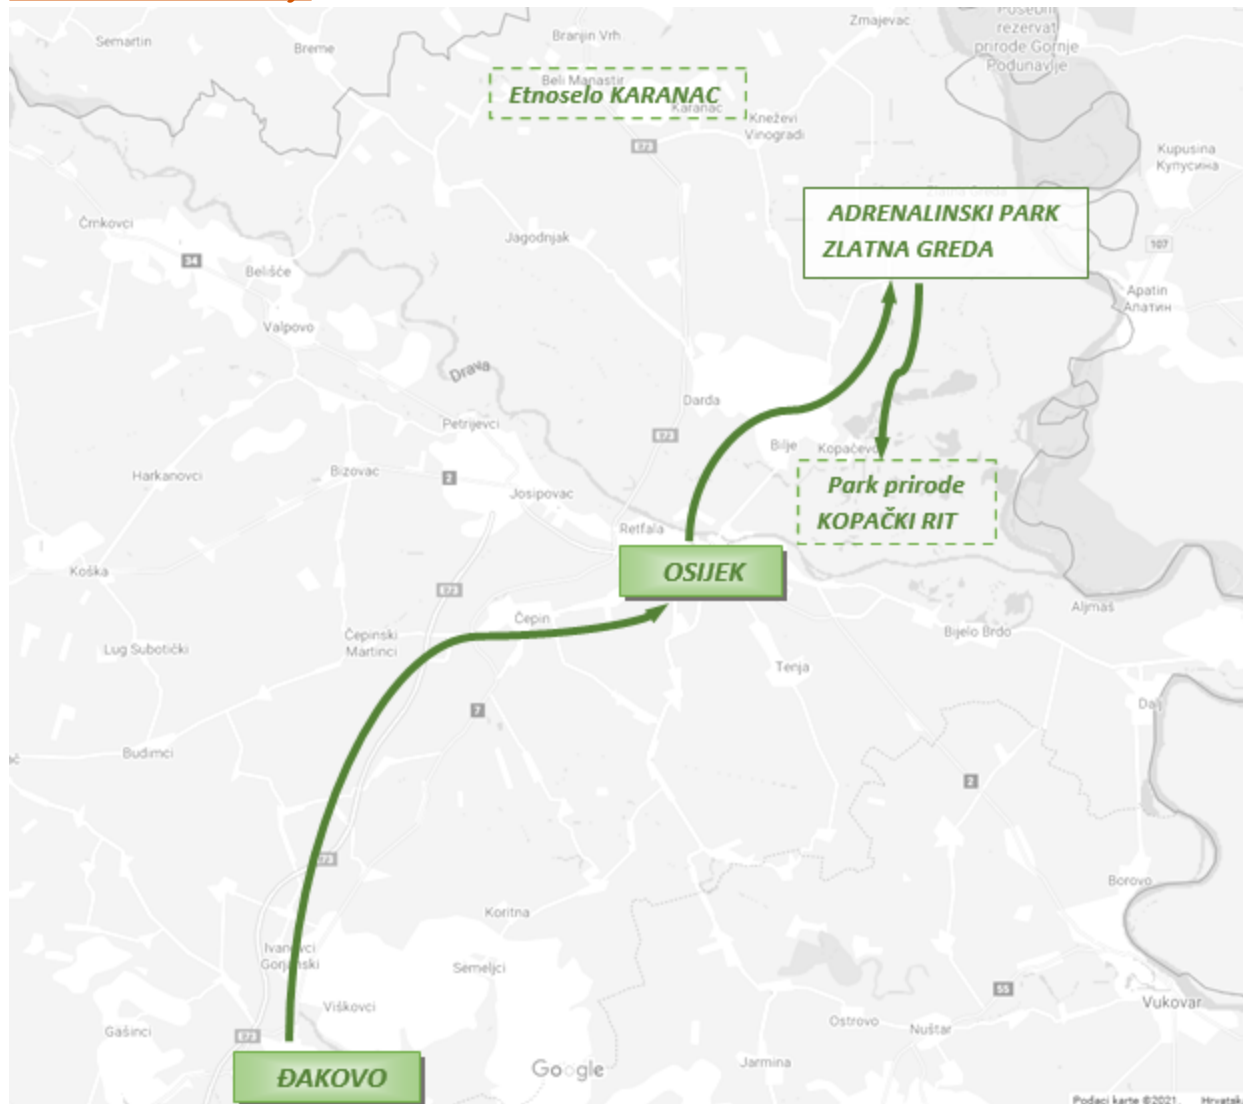 Semartin
Breme
Branjin Vrh
Zmajevac
Posebni
rezervat
prirode Gornje
Podunavlje
Beli Manastir
Etnoselo KARANAC
Karanac
Kneževi
Vinogradi
E73
Kupusina
Купусина
Zlatna Greda
ADRENALINSKI PARK
ZLATNA GREDA
Črnkovci
Jagodnjak
107
34
Belišće
Apatin
Апатин
Valpovo
Drava
Darda
Petrijevci
E73
Bilje
Kopačevo
Harkanovci
Bizovac
2
Josipovac
Park prirode
KOPAČKI RIT
Retfala
OSIJEK
Koška
E73
Čepin
Aljmaš
Čepinski
Martinci
Bijelo Brdo
Lug Subotički
Tenja
7
Dalj
Budimci
2
E73
Borovo
Koritna
Ivanovci
Gorjanski
Semeljci
55
Viškovci
Vukovar
Gašinci
E73
Ostrovo
Nuštar
Google
Jarmina
ĐAKOVO
Podaci karte ©2021.